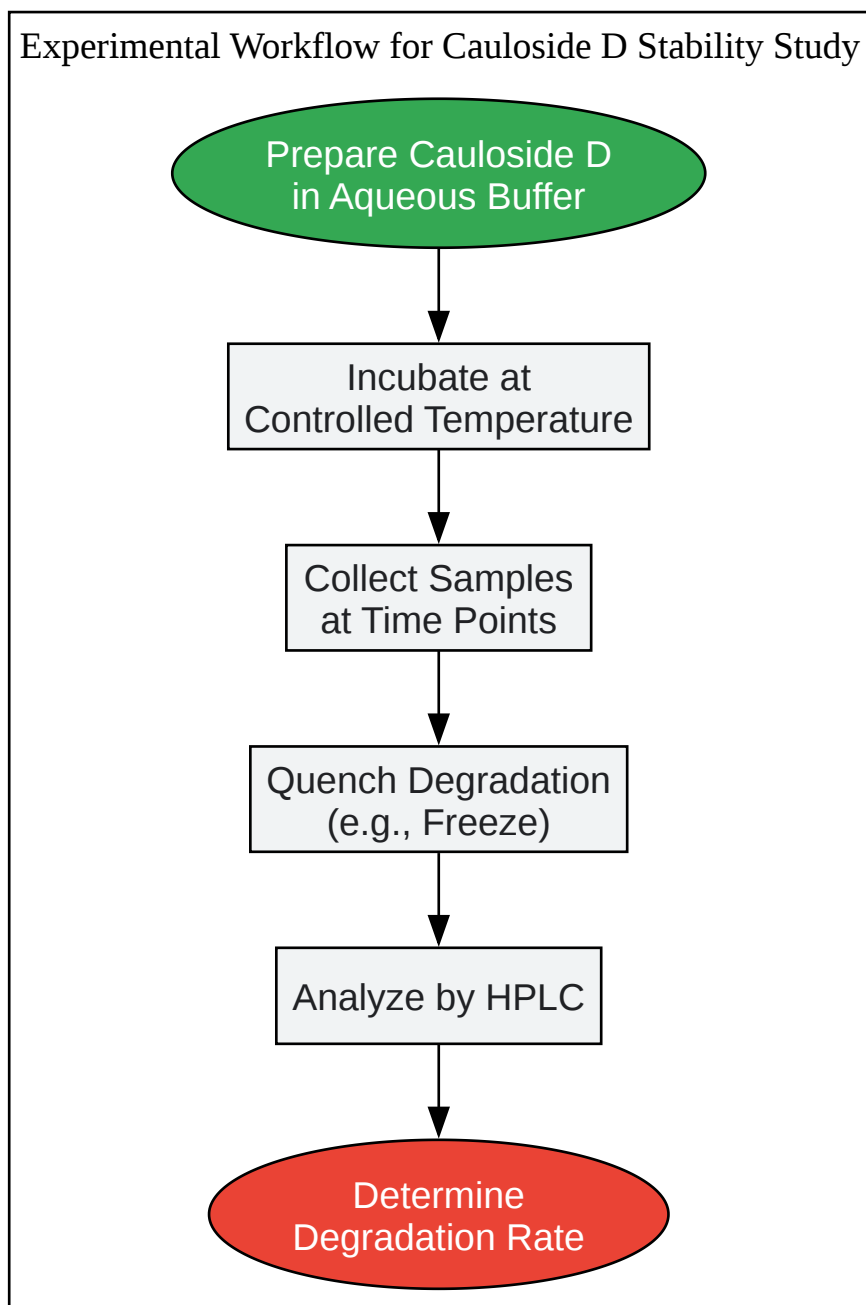 Experimental Workflow for Cauloside D Stability Study
Prepare Cauloside D
in Aqueous Buffer
Incubate at
Controlled Temperature
Collect Samples
at Time Points
Quench Degradation
(e.g., Freeze)
Analyze by HPLC
Determine
Degradation Rate